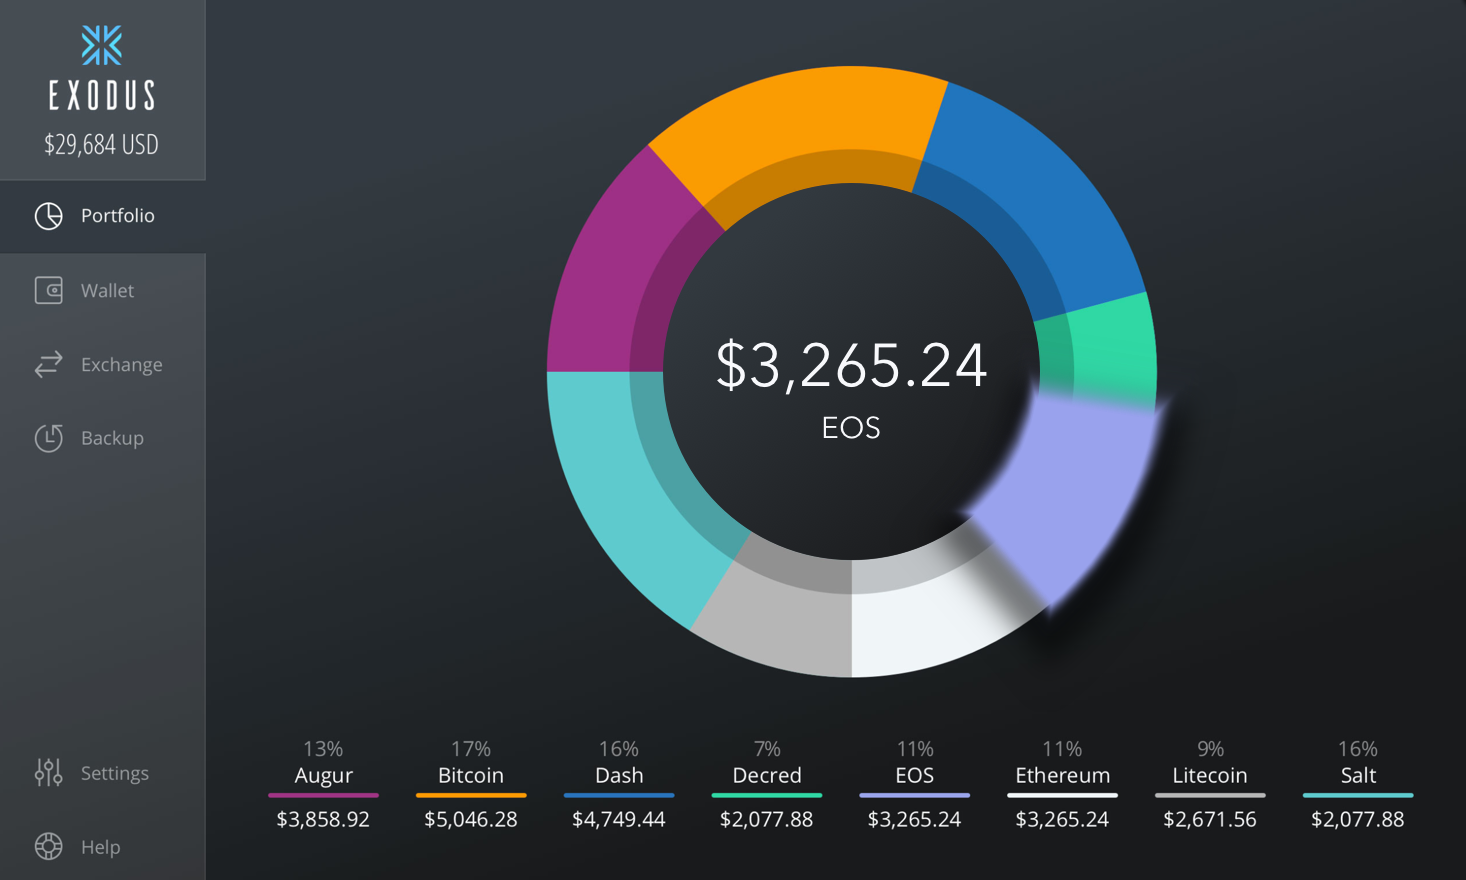 EXODUS
$29,684 USD
Portfolio
Wallet
Exchange
Backup
Settings
Help
$3,265.24
EOS
13% 17% 16% 7% 11% 11% 9% 16%
Augur Bitcoin Dash Decred EOS Ethereum Litecoin Salt
$3,858.92 $5,046.28 $4,749.44 $2,077.88 $3,265.24 $3,265.24 $2,671.56 $2,077.88